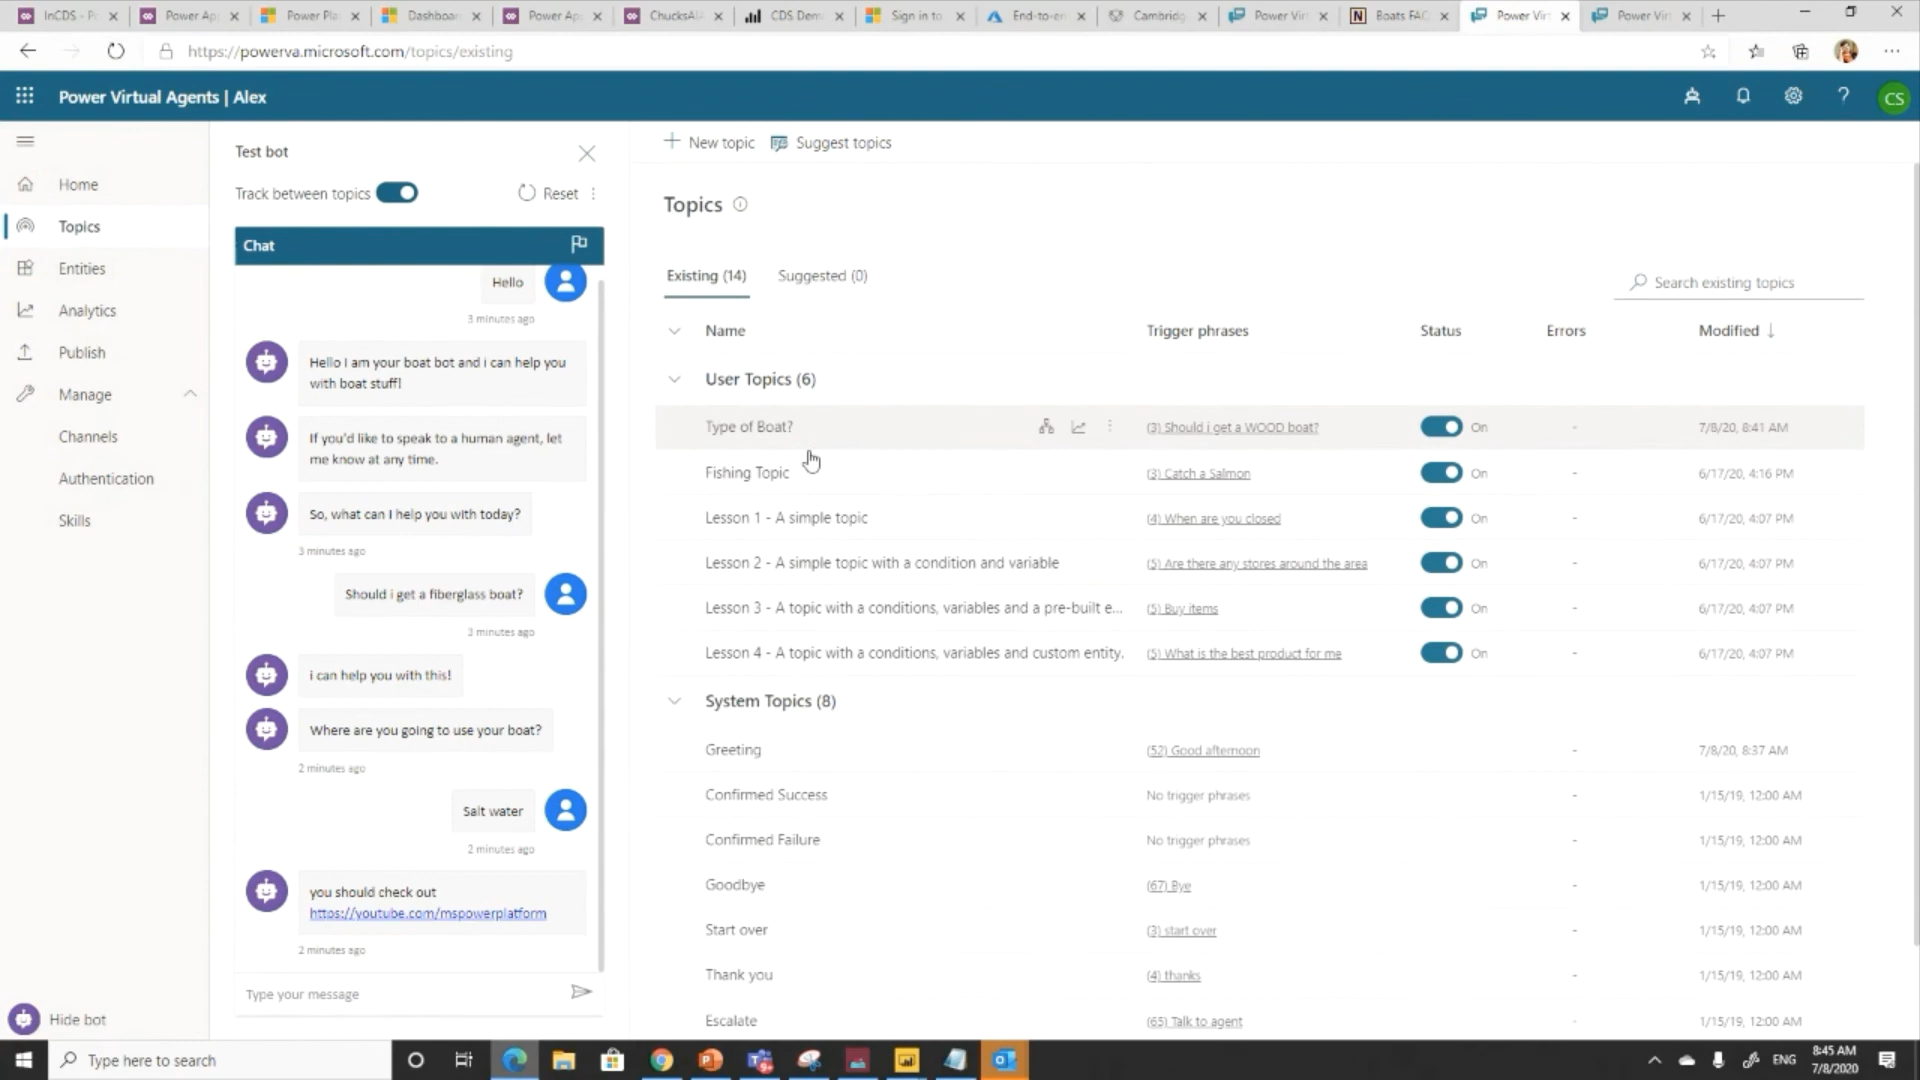 InCDS - P
Power Ap
Power Pla
Dashboar
Power Ap
ChucksAI
CDS Dem
Sign in to
End-to-en
Cambridg
Power Vir
Boats FAC
Power Vir
Power Vir
https://powerva.microsoft.com/topics/existing
Power Virtual Agents | Alex
CS
Home
Topics
Entities
Analytics
Publish
Manage
Channels
Authentication
Skills
Hide bot
Test bot
Track between topics
Reset
Chat
Hello
3 minutes ago
Hello I am your boat bot and i can help you
with boat stuff!
If you'd like to speak to a human agent, let
me know at any time.
So, what can I help you with today?
3 minutes ago
Should i get a fiberglass boat?
3 minutes ago
i can help you with this!
Where are you going to use your boat?
2 minutes ago
Salt water
2 minutes ago
you should check out
https://youtube.com/mspowerplatform
2 minutes ago
Type your message
New topic Suggest topics
Topics
Existing (14) Suggested (0)
Search existing topics
Name Trigger phrases Status Errors Modified ↓
User Topics (6)
Type of Boat? (3) Should i get a WOOD boat? On - 7/8/20, 8:41 AM
Fishing Topic (3) Catch a Salmon On - 6/17/20, 4:16 PM
Lesson 1 - A simple topic (4) When are you closed On - 6/17/20, 4:07 PM
Lesson 2 - A simple topic with a condition and variable (5) Are there any stores around the area On - 6/17/20, 4:07 PM
Lesson 3 - A topic with a conditions, variables and a pre-built e... (5) Buy items On - 6/17/20, 4:07 PM
Lesson 4 - A topic with a conditions, variables and custom entity. (5) What is the best product for me On - 6/17/20, 4:07 PM
System Topics (8)
Greeting (52) Good afternoon - 7/8/20, 8:37 AM
Confirmed Success No trigger phrases - 1/15/19, 12:00 AM
Confirmed Failure No trigger phrases - 1/15/19, 12:00 AM
Goodbye (67) Bye - 1/15/19, 12:00 AM
Start over (3) start over - 1/15/19, 12:00 AM
Thank you (4) thanks - 1/15/19, 12:00 AM
Escalate (65) Talk to agent - 1/15/19, 12:00 AM
Type here to search
ENG
8:45 AM
7/8/2020